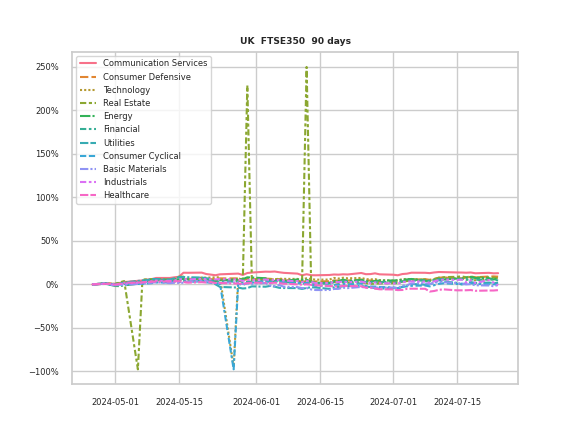 UK FTSE350 90 days
Communication Services
Consumer Defensive
Technology
Real Estate
Energy
Financial
Utilities
Consumer Cyclical
Basic Materials
Industrials
Healthcare
250%
200%
150%
100%
50%
0%
−50%
−100%
2024-05-01 2024-05-15 2024-06-01 2024-06-15 2024-07-01 2024-07-15